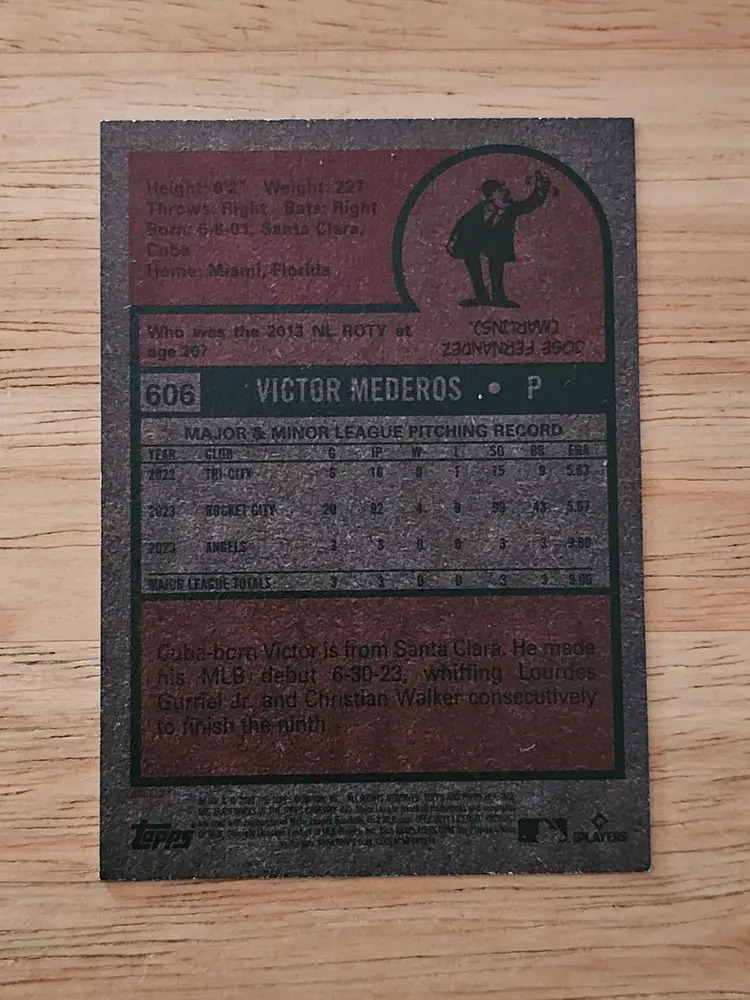 Height: 6'2" Weight: 227
Throws: Right Bats: Right
Born: 6-8-01, Santa Clara,
Cuba
Home: Miami, Florida
Who was the 2013 NL ROTY at
age 20?
JOSE FERNANDEZ
(MARLINS).
606 VICTOR MEDEROS • P
MAJOR & MINOR LEAGUE PITCHING RECORD
YEAR CLUB G IP W L SO BB ERA
2022 TRI-CITY 6 16 0 1 15 9 5.63
2023 ROCKET CITY 20 92 4 99 43 5.67
2023 ANGELS 3 3 0 0 3 3 9.00
MAJOR LEAGUE TOTALS 3 3 0 0 3 3 9.00
Cuba-born Victor is from Santa Clara. He made
his MLB debut 6-30-23, whiffing Lourdes
Gurriel Jr. and Christian Walker consecutively
to finish the ninth.
topps
PLAYERS